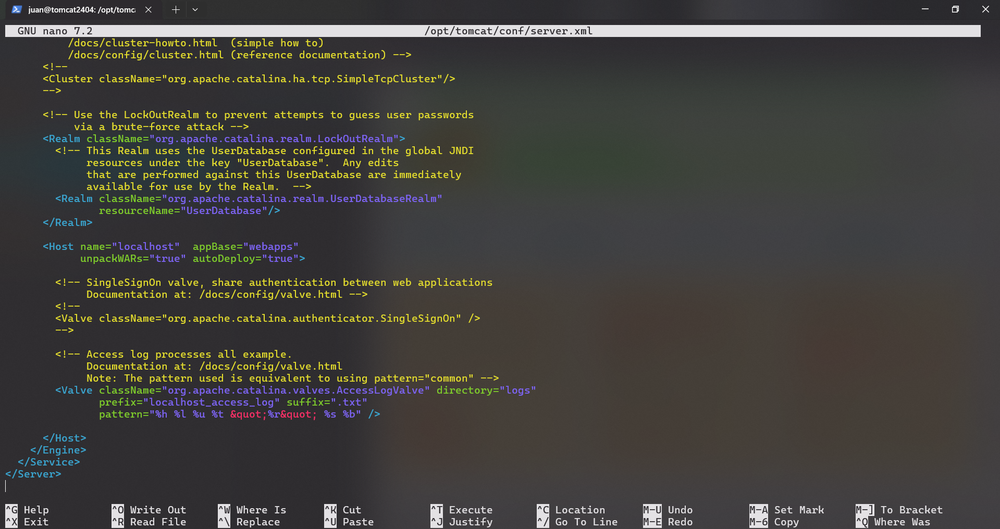 juan@tomcat2404: /opt/tomca
GNU nano 7.2 /opt/tomcat/conf/server.xml
/docs/cluster-howto.html  (simple how to)
/docs/config/cluster.html (reference documentation) -->
<!--
<Cluster className="org.apache.catalina.ha.tcp.SimpleTcpCluster"/>
-->
<!-- Use the LockOutRealm to prevent attempts to guess user passwords
via a brute-force attack -->
<Realm className="org.apache.catalina.realm.LockOutRealm">
<!-- This Realm uses the UserDatabase configured in the global JNDI
resources under the key "UserDatabase".  Any edits
that are performed against this UserDatabase are immediately
available for use by the Realm.  -->
<Realm className="org.apache.catalina.realm.UserDatabaseRealm"
resourceName="UserDatabase"/>
</Realm>
<Host name="localhost"  appBase="webapps"
unpackWARs="true" autoDeploy="true">
<!-- SingleSignOn valve, share authentication between web applications
Documentation at: /docs/config/valve.html -->
<!--
<Valve className="org.apache.catalina.authenticator.SingleSignOn" />
-->
<!-- Access log processes all example.
Documentation at: /docs/config/valve.html
Note: The pattern used is equivalent to using pattern="common" -->
<Valve className="org.apache.catalina.valves.AccessLogValve" directory="logs"
prefix="localhost_access_log" suffix=".txt"
pattern="%h %l %u %t &quot;%r&quot; %s %b" />
</Host>
</Engine>
</Service>
</Server>
^G Help ^O Write Out ^W Where Is ^K Cut ^T Execute ^C Location M-U Undo M-A Set Mark M-] To Bracket
^X Exit ^R Read File ^\ Replace ^U Paste ^J Justify ^/ Go To Line M-E Redo M-6 Copy ^Q Where Was